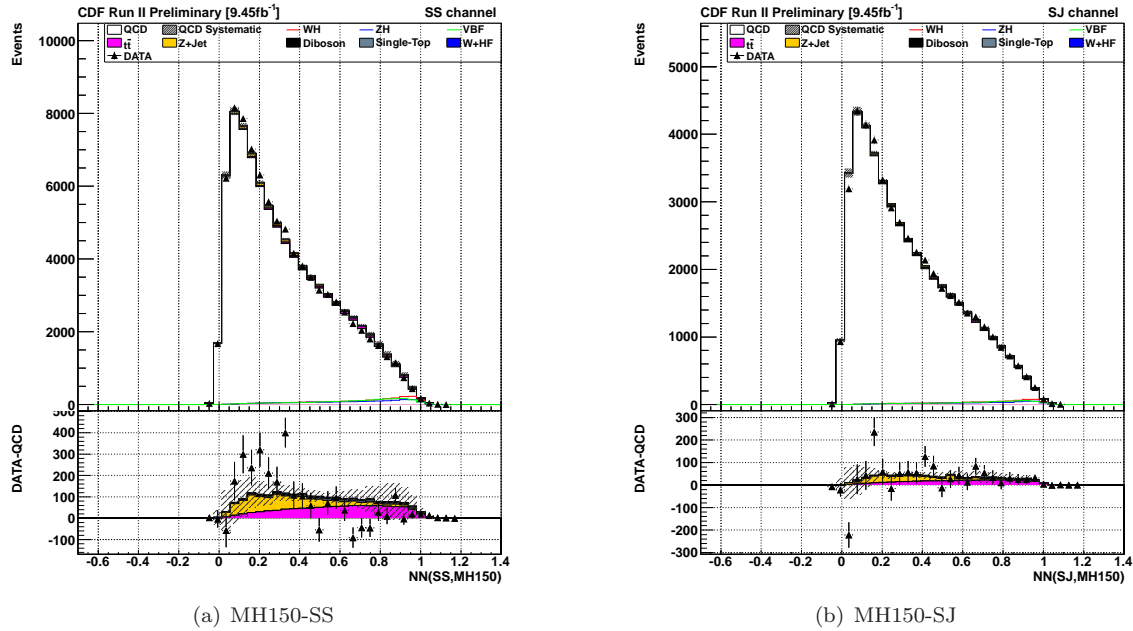 CDF Run II Preliminary [9.45fb⁻¹] SS channel
QCD QCD Systematic WH ZH VBF
tt̄ Z+Jet Diboson Single-Top W+HF
DATA
Events
10000
8000
6000
4000
2000
0
500
400
300
200
100
0
-100
DATA-QCD
-0.6 -0.4 -0.2 0 0.2 0.4 0.6 0.8 1 1.2 1.4
NN(SS,MH150)
(a) MH150-SS
CDF Run II Preliminary [9.45fb⁻¹] SJ channel
QCD QCD Systematic WH ZH VBF
tt̄ Z+Jet Diboson Single-Top W+HF
DATA
Events
5000
4000
3000
2000
1000
0
300
200
100
0
-100
-200
-300
DATA-QCD
-0.6 -0.4 -0.2 0 0.2 0.4 0.6 0.8 1 1.2 1.4
NN(SJ,MH150)
(b) MH150-SJ